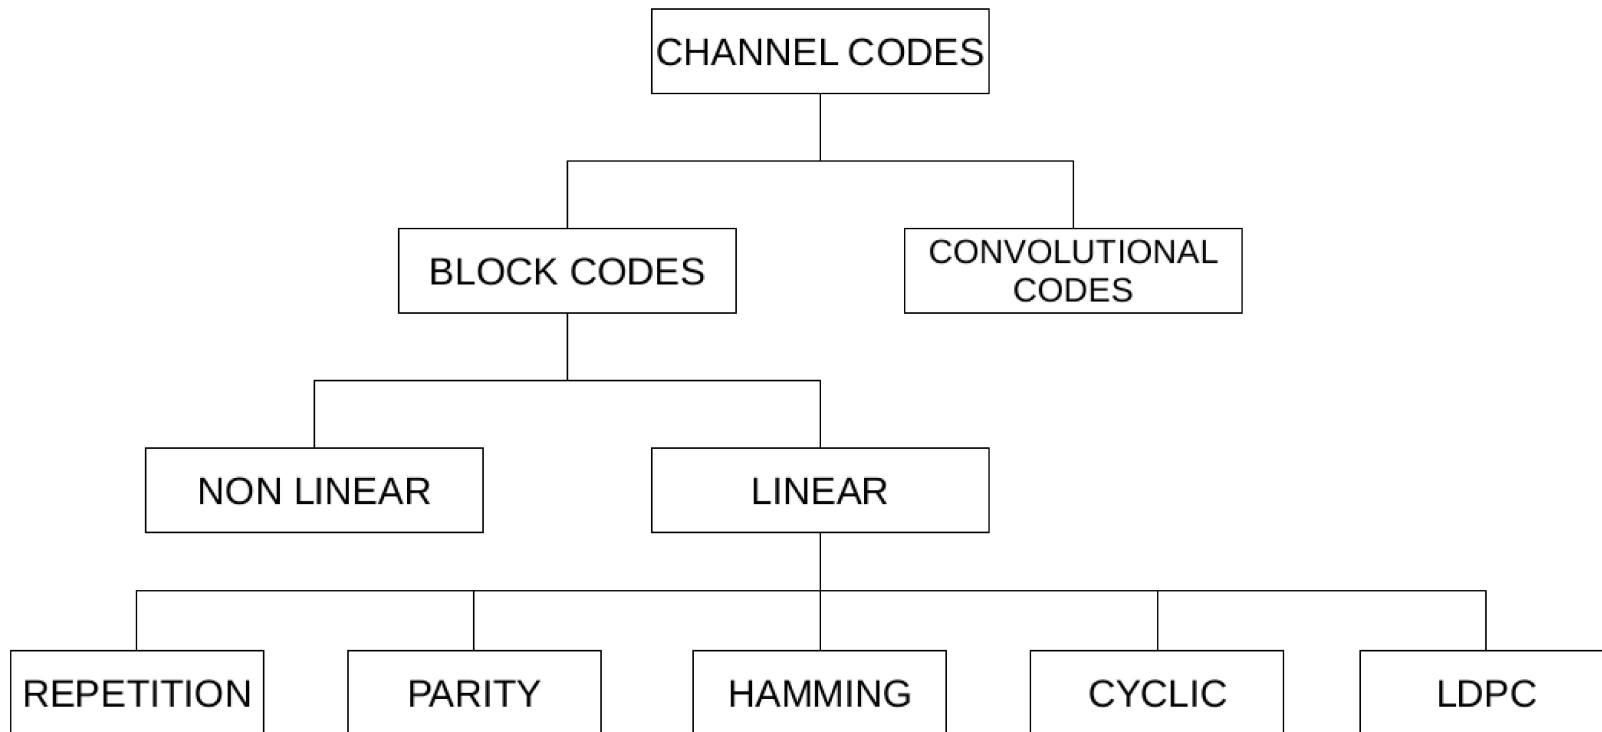 CHANNEL CODES
BLOCK CODES
CONVOLUTIONAL
CODES
NON LINEAR
LINEAR
REPETITION
PARITY
HAMMING
CYCLIC
LDPC